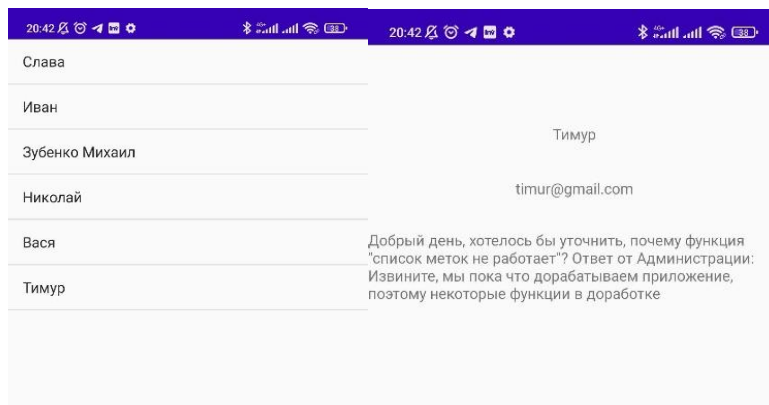 20:42
Слава
Иван
Зубенко Михаил
Николай
Вася
Тимур
20:42
Тимур
timur@gmail.com
Добрый день, хотелось бы уточнить, почему функция
"список меток не работает"? Ответ от Администрации:
Извините, мы пока что дорабатываем приложение,
поэтому некоторые функции в доработке